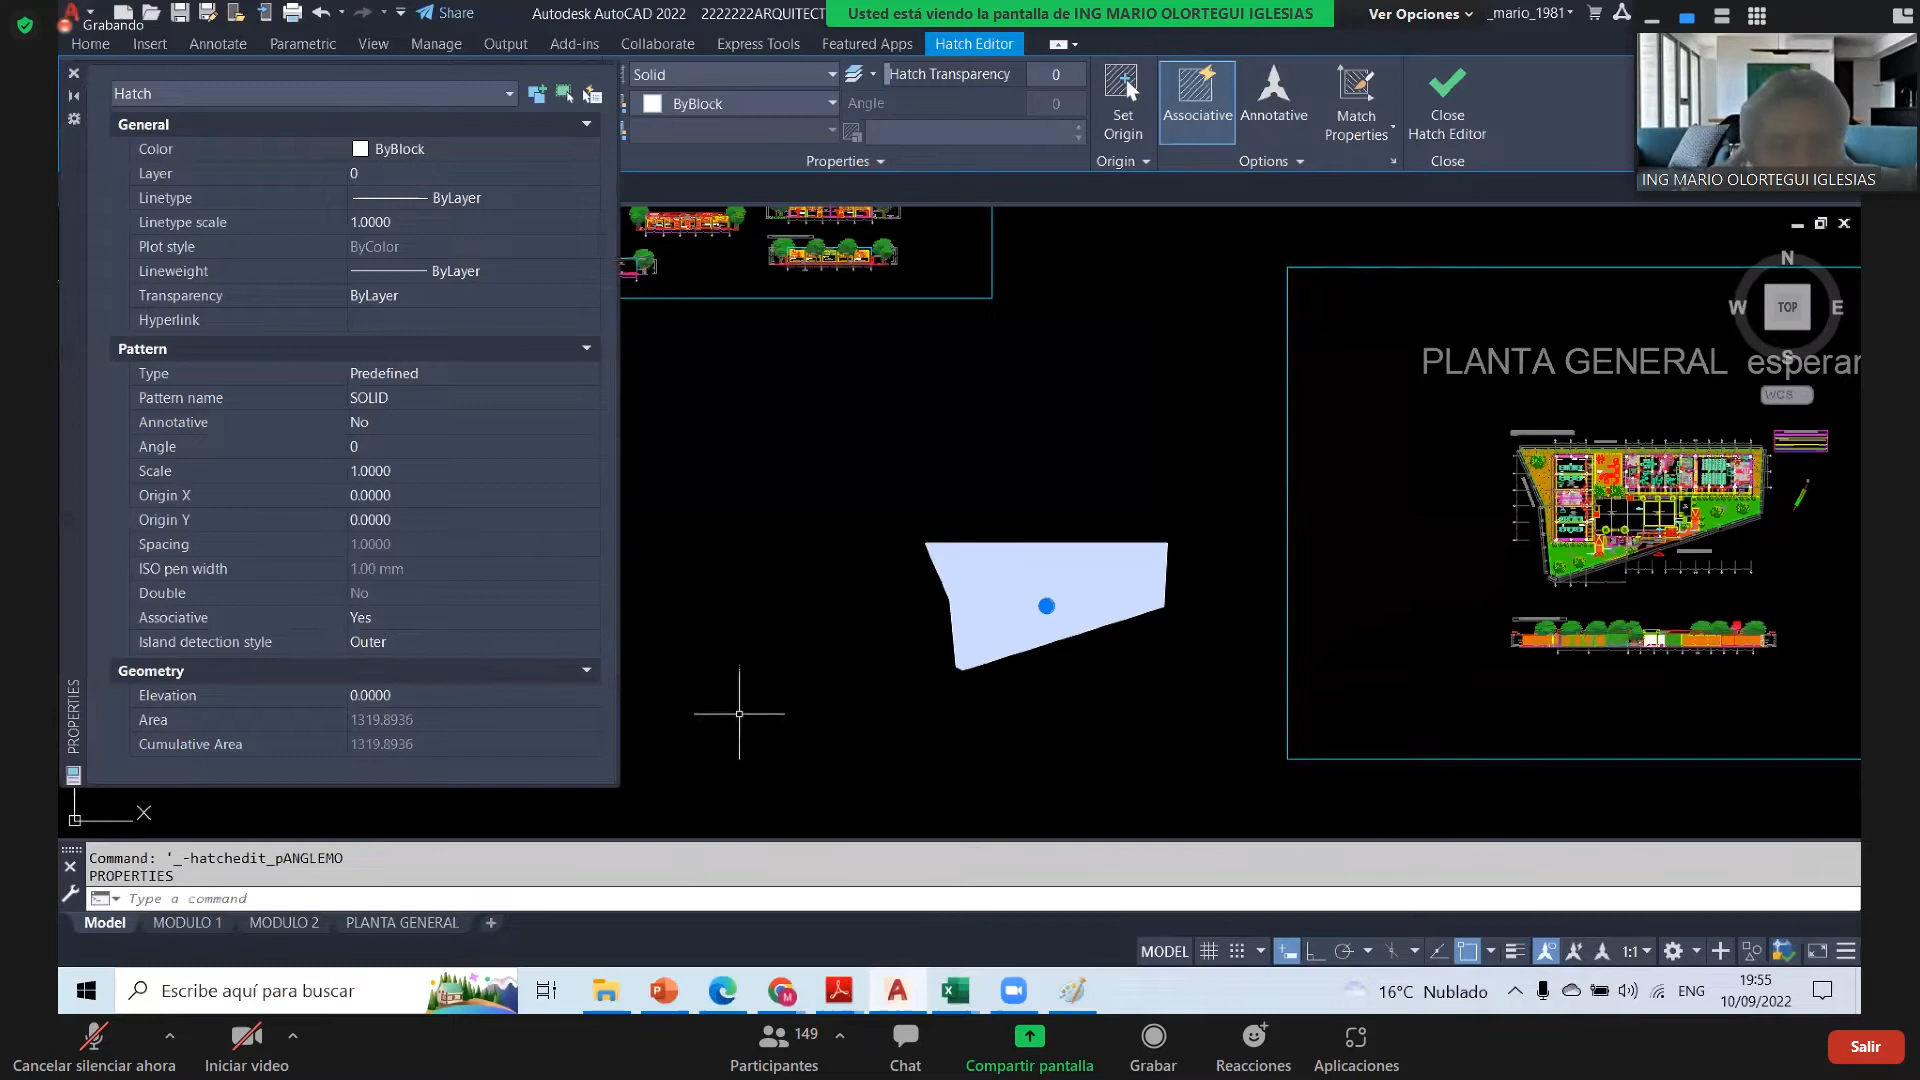 Grabando
Share
Autodesk AutoCAD 2022 2222222ARQUITECT
Usted está viendo la pantalla de ING MARIO OLORTEGUI IGLESIAS
Ver Opciones
_mario_1981
Home Insert Annotate Parametric View Manage Output Add-ins Collaborate Express Tools Featured Apps Hatch Editor
Hatch
Solid
Hatch Transparency 0
ByBlock
Angle 0
Set Origin
Associative
Annotative
Match Properties
Close Hatch Editor
Properties
Origin
Options
Close
ING MARIO OLORTEGUI IGLESIAS
General
Color ByBlock
Layer 0
Linetype ByLayer
Linetype scale 1.0000
Plot style ByColor
Lineweight ByLayer
Transparency ByLayer
Hyperlink
Pattern
Type Predefined
Pattern name SOLID
Annotative No
Angle 0
Scale 1.0000
Origin X 0.0000
Origin Y 0.0000
Spacing 1.0000
ISO pen width 1.00 mm
Double No
Associative Yes
Island detection style Outer
Geometry
Elevation 0.0000
Area 1319.8936
Cumulative Area 1319.8936
PROPERTIES
N
W TOP E
S
WCS
PLANTA GENERAL esperan
X
Command: '_-hatchedit_pANGLEMO
PROPERTIES
Type a command
Model MODULO 1 MODULO 2 PLANTA GENERAL +
MODEL
1:1
Escribe aquí para buscar
16°C Nublado
ENG
19:55
10/09/2022
Cancelar silenciar ahora
Iniciar video
149
Participantes
Chat
Compartir pantalla
Grabar
Reacciones
Aplicaciones
Salir